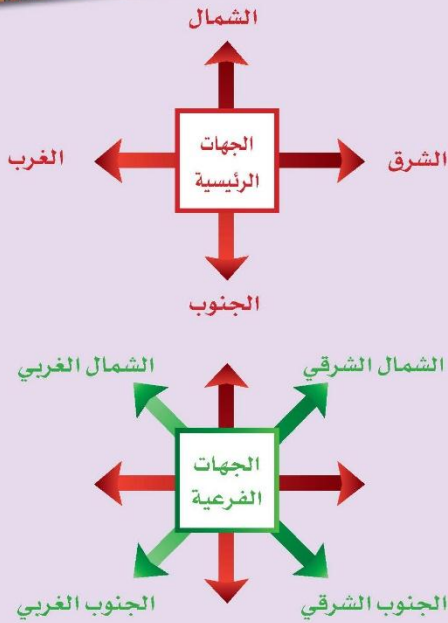 الشمال
الجهات
الرئيسية
الشرق
الغرب
الجنوب
الشمال الشرقي
الشمال الغربي
الجهات
الفرعية
الجنوب الشرقي
الجنوب الغربي